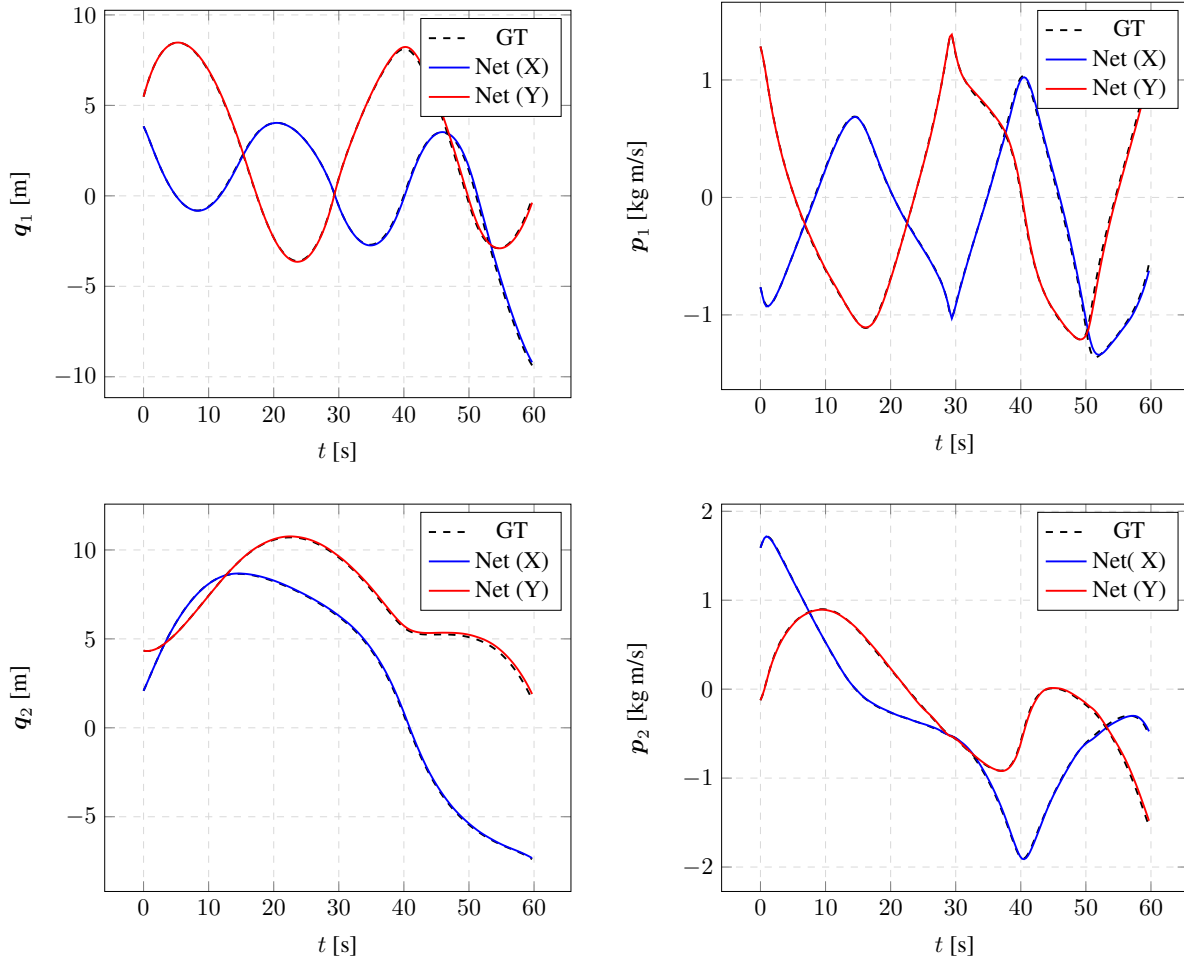 10
5
0
−5
−10
0 10 20 30 40 50 60
t [s]
q₁ [m]
GT
Net (X)
Net (Y)
1
0
−1
0 10 20 30 40 50 60
t [s]
p₁ [kg m/s]
GT
Net (X)
Net (Y)
10
5
0
−5
0 10 20 30 40 50 60
t [s]
q₂ [m]
GT
Net (X)
Net (Y)
2
1
0
−1
−2
0 10 20 30 40 50 60
t [s]
p₂ [kg m/s]
GT
Net( X)
Net (Y)